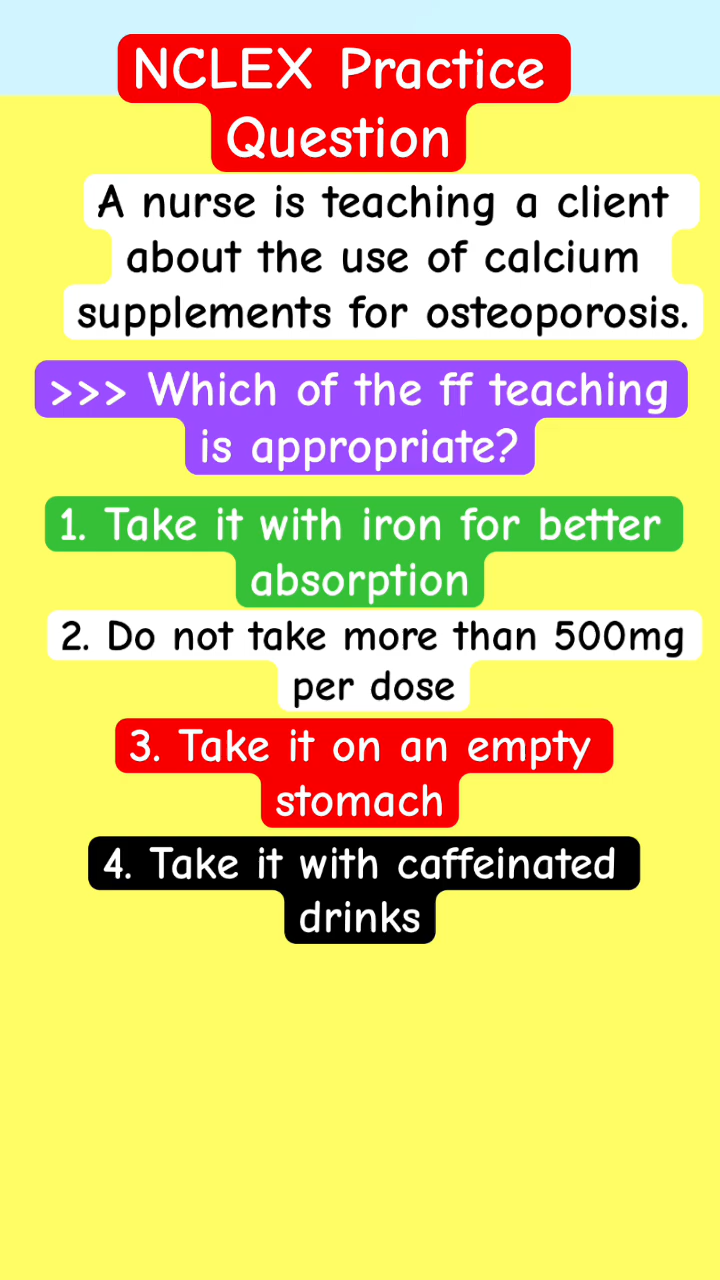 NCLEX Practice
Question
A nurse is teaching a client
about the use of calcium
supplements for osteoporosis.
>>> Which of the ff teaching
is appropriate?
1. Take it with iron for better
absorption
2. Do not take more than 500mg
per dose
3. Take it on an empty
stomach
4. Take it with caffeinated
drinks